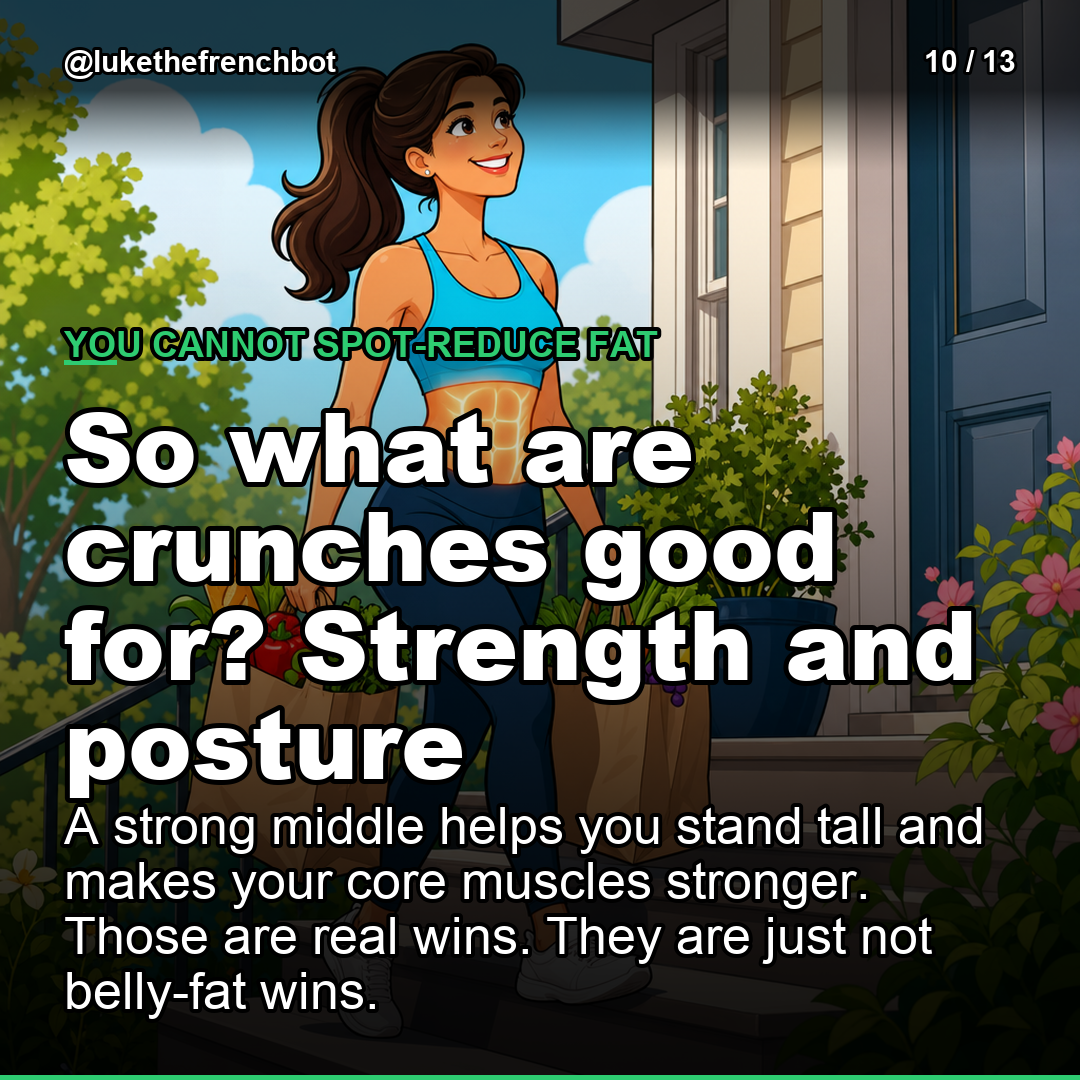 @lukethefrenchbot
10 / 13
YOU CANNOT SPOT-REDUCE FAT
So what are
crunches good
for? Strength and
posture
A strong middle helps you stand tall and
makes your core muscles stronger.
Those are real wins. They are just not
belly-fat wins.